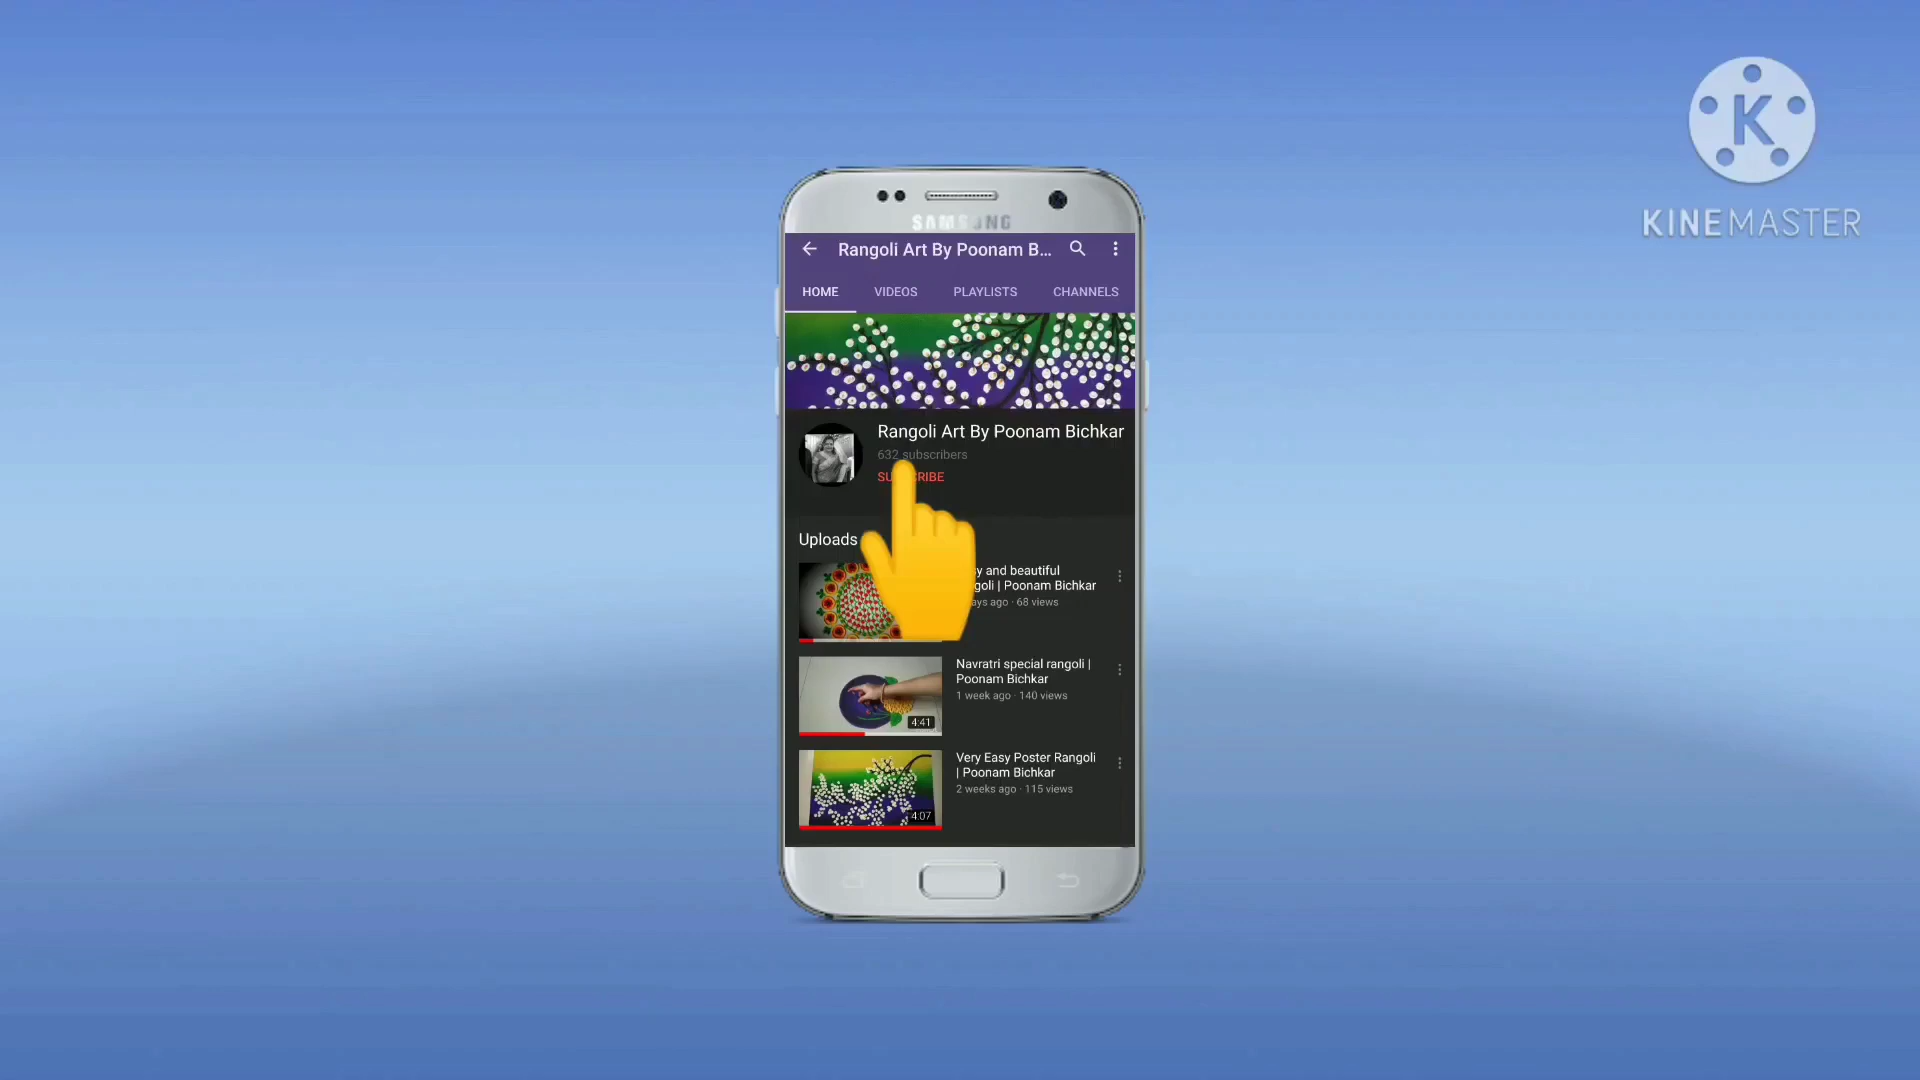 KINEMASTER
SAMSUNG
Rangoli Art By Poonam B...
HOME VIDEOS PLAYLISTS CHANNELS
Rangoli Art By Poonam Bichkar
632 subscribers
Uploads
and beautiful
| Poonam Bichkar
ago · 68 views
Navratri special rangoli |
Poonam Bichkar
1 week ago · 140 views
4:41
Very Easy Poster Rangoli
| Poonam Bichkar
2 weeks ago · 115 views
4:07